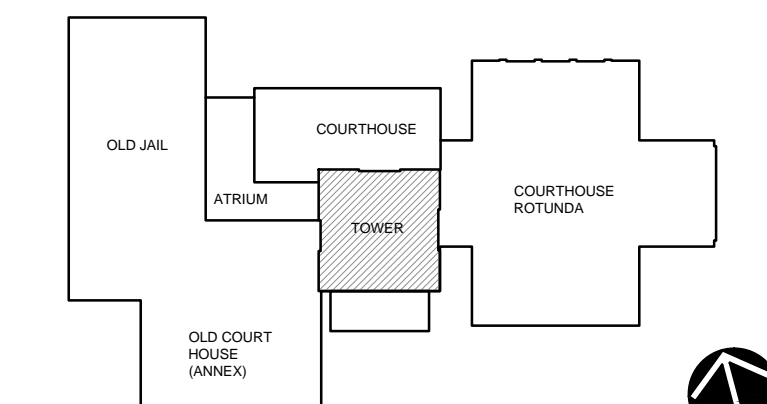 OLD JAIL
COURTHOUSE
ATRIUM
TOWER
COURTHOUSE
ROTUNDA
OLD COURT
HOUSE
(ANNEX)